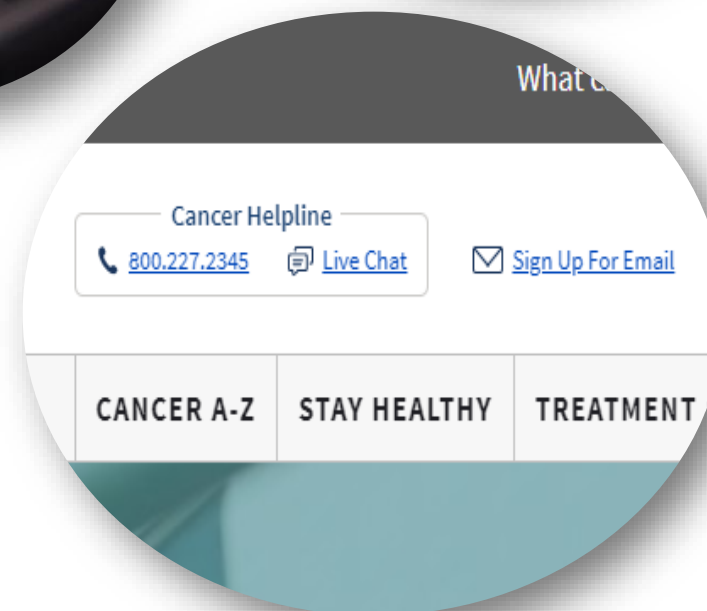 What
Cancer Helpline
800.227.2345 Live Chat Sign Up For Email
CANCER A-Z STAY HEALTHY TREATMENT